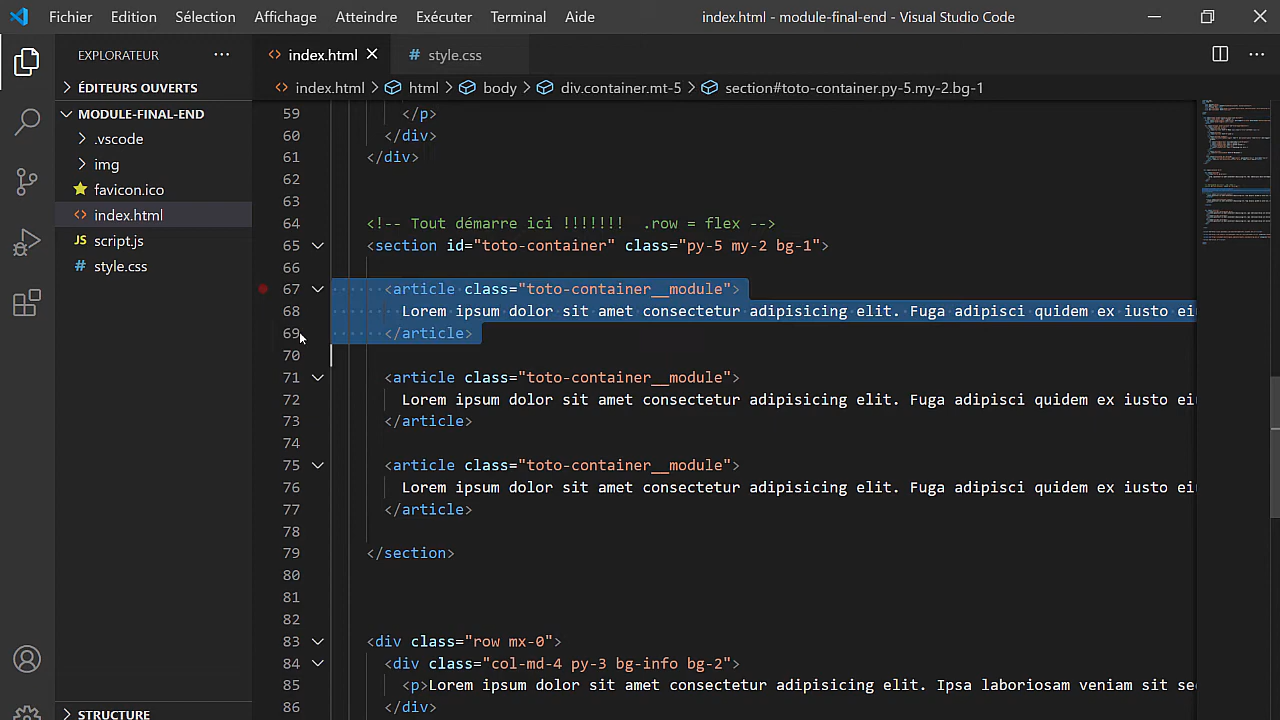 Fichier Edition Sélection Affichage Atteindre Exécuter Terminal Aide index.html - module-final-end - Visual Studio Code
EXPLORATEUR ···
index.html
# style.css
ÉDITEURS OUVERTS
index.html > html > body > div.container.mt-5 > section#toto-container.py-5.my-2.bg-1
MODULE-FINAL-END
.vscode
img
favicon.ico
index.html
JS script.js
# style.css
STRUCTURE
59 </p>
60 </div>
61 </div>
62
63
64 <!-- Tout démarre ici !!!!!!! .row = flex -->
65 <section id="toto-container" class="py-5 my-2 bg-1">
66
67 <article class="toto-container__module">
68 Lorem ipsum dolor sit amet consectetur adipisicing elit. Fuga adipisci quidem ex iusto ei
69 </article>
70
71 <article class="toto-container__module">
72 Lorem ipsum dolor sit amet consectetur adipisicing elit. Fuga adipisci quidem ex iusto ei
73 </article>
74
75 <article class="toto-container__module">
76 Lorem ipsum dolor sit amet consectetur adipisicing elit. Fuga adipisci quidem ex iusto ei
77 </article>
78
79 </section>
80
81
82
83 <div class="row mx-0">
84 <div class="col-md-4 py-3 bg-info bg-2">
85 <p>Lorem ipsum dolor sit amet consectetur adipisicing elit. Ipsa laboriosam veniam sit se
86 </div>